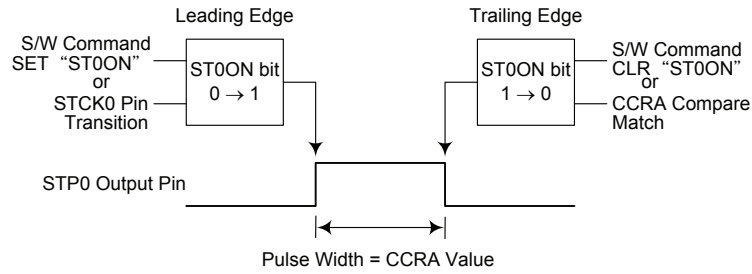 Leading Edge
S/W Command
SET “ST0ON”
or
STCK0 Pin
Transition
ST0ON bit
0 → 1
Trailing Edge
ST0ON bit
1 → 0
S/W Command
CLR “ST0ON”
or
CCRA Compare
Match
STP0 Output Pin
Pulse Width = CCRA Value